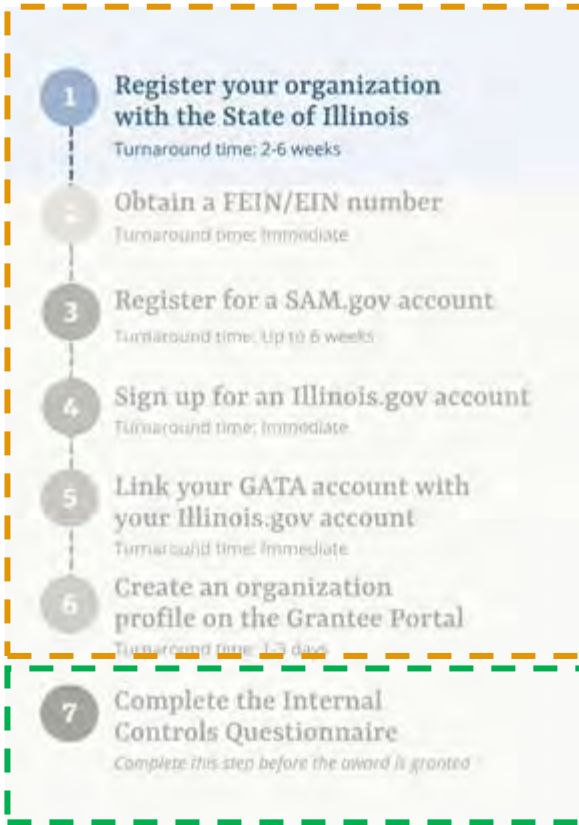 1
Register your organization
with the State of Illinois
Turnaround time: 2-6 weeks
2
Obtain a FEIN/EIN number
Turnaround time: Immediate
3
Register for a SAM.gov account
Turnaround time: Up to 6 weeks
4
Sign up for an Illinois.gov account
Turnaround time: Immediate
5
Link your GATA account with
your Illinois.gov account
Turnaround time: Immediate
6
Create an organization
profile on the Grantee Portal
Turnaround time: 1-3 days
7
Complete the Internal
Controls Questionnaire
Complete this step before the award is granted